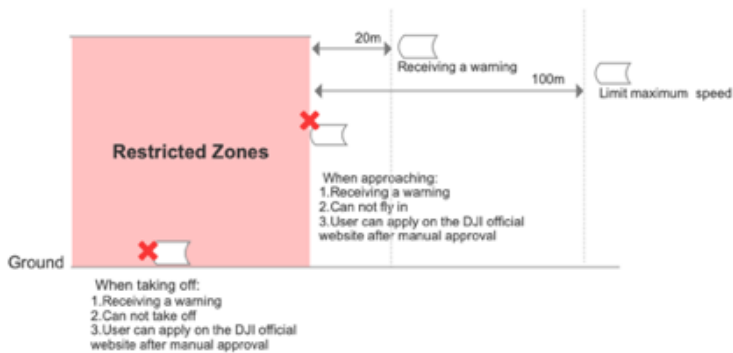 20m
Receiving a warning
100m
Limit maximum speed
Restricted Zones
When approaching:
1.Receiving a warning
2.Can not fly in
3.User can apply on the DJI official
website after manual approval
Ground
When taking off:
1.Receiving a warning
2.Can not take off
3.User can apply on the DJI official
website after manual approval